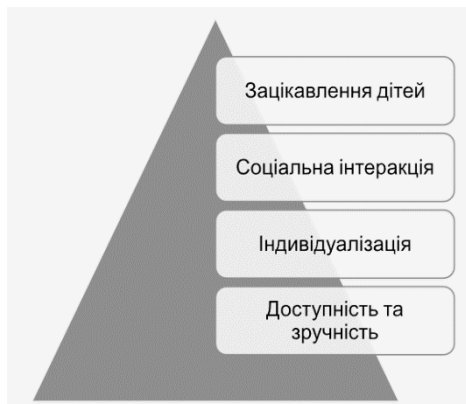 Зацікавлення дітей
Соціальна інтеракція
Індивідуалізація
Доступність та
зручність